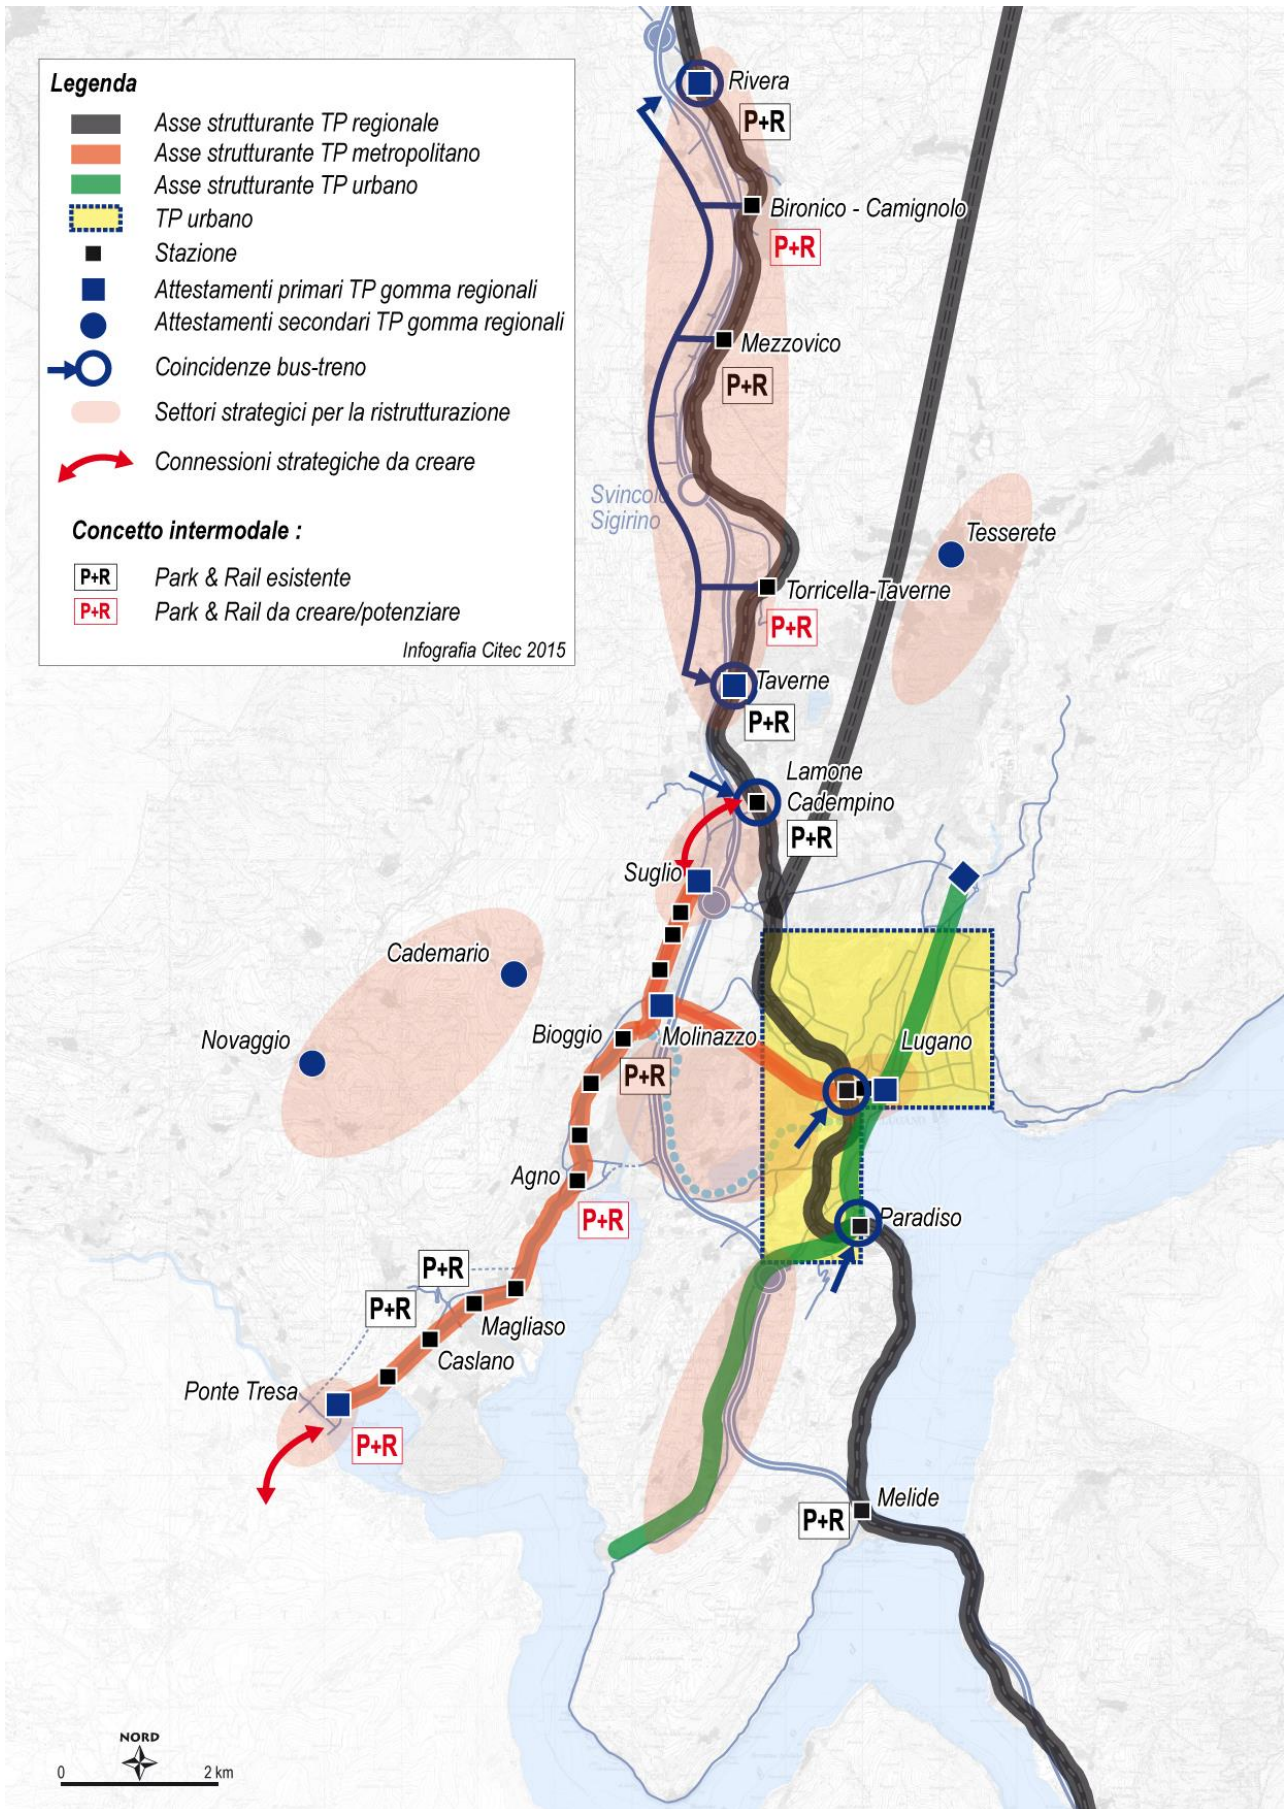 Legenda
Asse strutturante TP regionale
Asse strutturante TP metropolitano
Asse strutturante TP urbano
TP urbano
Stazione
Attestamenti primari TP gomma regionali
Attestamenti secondari TP gomma regionali
Coincidenze bus-treno
Settori strategici per la ristrutturazione
Connessioni strategiche da creare
Concetto intermodale :
P+R Park & Rail esistente
P+R Park & Rail da creare/potenziare
Infografia Citec 2015
Rivera
P+R
Bironico - Camignolo
P+R
Mezzovico
P+R
Svincolo
Sigirino
Tesserete
Torricella-Taverne
P+R
Taverne
P+R
Lamone
Cadempino
P+R
Suglio
Cademario
Novaggio
Bioggio
Molinazzo
Lugano
P+R
Agno
P+R
Paradiso
P+R
P+R
Magliaso
Caslano
Ponte Tresa
P+R
Melide
P+R
NORD
0 2 km